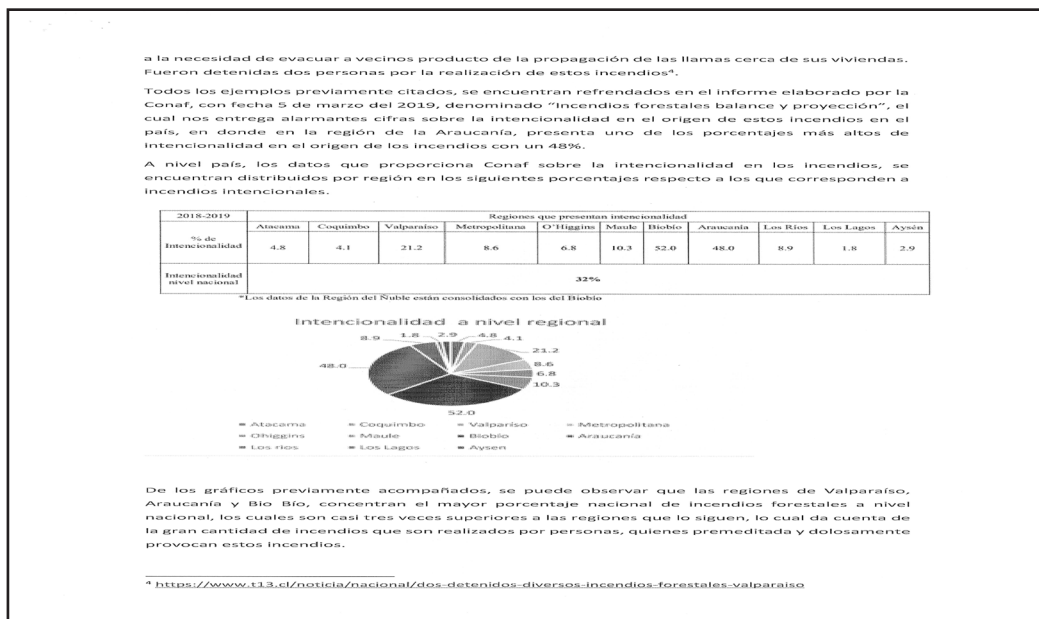 a la necesidad de evacuar a vecinos producto de la propagación de las llamas cerca de sus viviendas.
Fueron detenidas dos personas por la realización de estos incendios⁴.
Todos los ejemplos previamente citados, se encuentran refrendados en el informe elaborado por la
Conaf, con fecha 5 de marzo del 2019, denominado “Incendios forestales balance y proyección”, el
cual nos entrega alarmantes cifras sobre la intencionalidad en el origen de estos incendios en el
país, en donde en la región de la Araucanía, presenta uno de los porcentajes más altos de
intencionalidad en el origen de los incendios con un 48%.
A nivel país, los datos que proporciona Conaf sobre la intencionalidad en los incendios, se
encuentran distribuidos por región en los siguientes porcentajes respecto a los que corresponden a
incendios intencionales.
2018-2019 Regiones que presentan intencionalidad
Atacama Coquimbo Valparaíso Metropolitana O’Higgins Maule Biobío Araucanía Los Ríos Los Lagos Aysén
% de
Intencionalidad 4.8 4.1 21.2 8.6 6.8 10.3 52.0 48.0 8.9 1.8 2.9
Intencionalidad
nivel nacional 32%
*Los datos de la Región del Ñuble están consolidados con los del Biobío
Intencionalidad a nivel regional
8.9 1.8 2.9 4.8 4.1
21.2
48.0 8.6
6.8
10.3
52.0
Atacama Coquimbo Valpariso Metropolitana
Ohiggins Maule Biobío Araucanía
Los rios Los Lagos Aysen
De los gráficos previamente acompañados, se puede observar que las regiones de Valparaíso,
Araucanía y Bio Bío, concentran el mayor porcentaje nacional de incendios forestales a nivel
nacional, los cuales son casi tres veces superiores a las regiones que lo siguen, lo cual da cuenta de
la gran cantidad de incendios que son realizados por personas, quienes premeditada y dolosamente
provocan estos incendios.
⁴ https://www.t13.cl/noticia/nacional/dos-detenidos-diversos-incendios-forestales-valparaiso